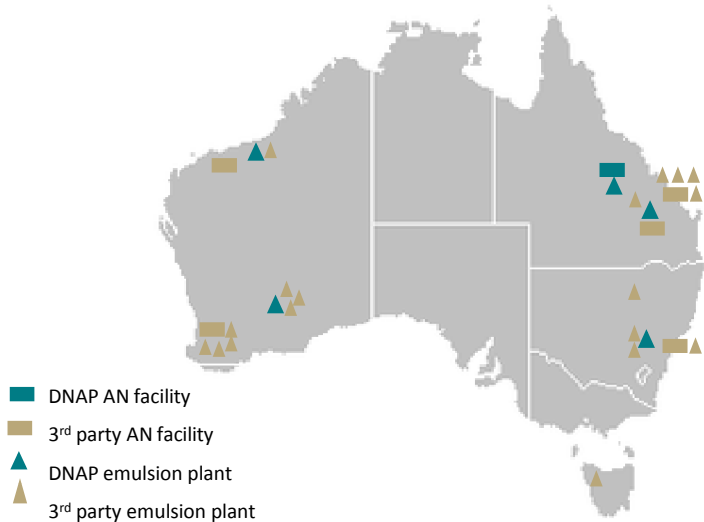 DNAP AN facility
3rd party AN facility
DNAP emulsion plant
3rd party emulsion plant